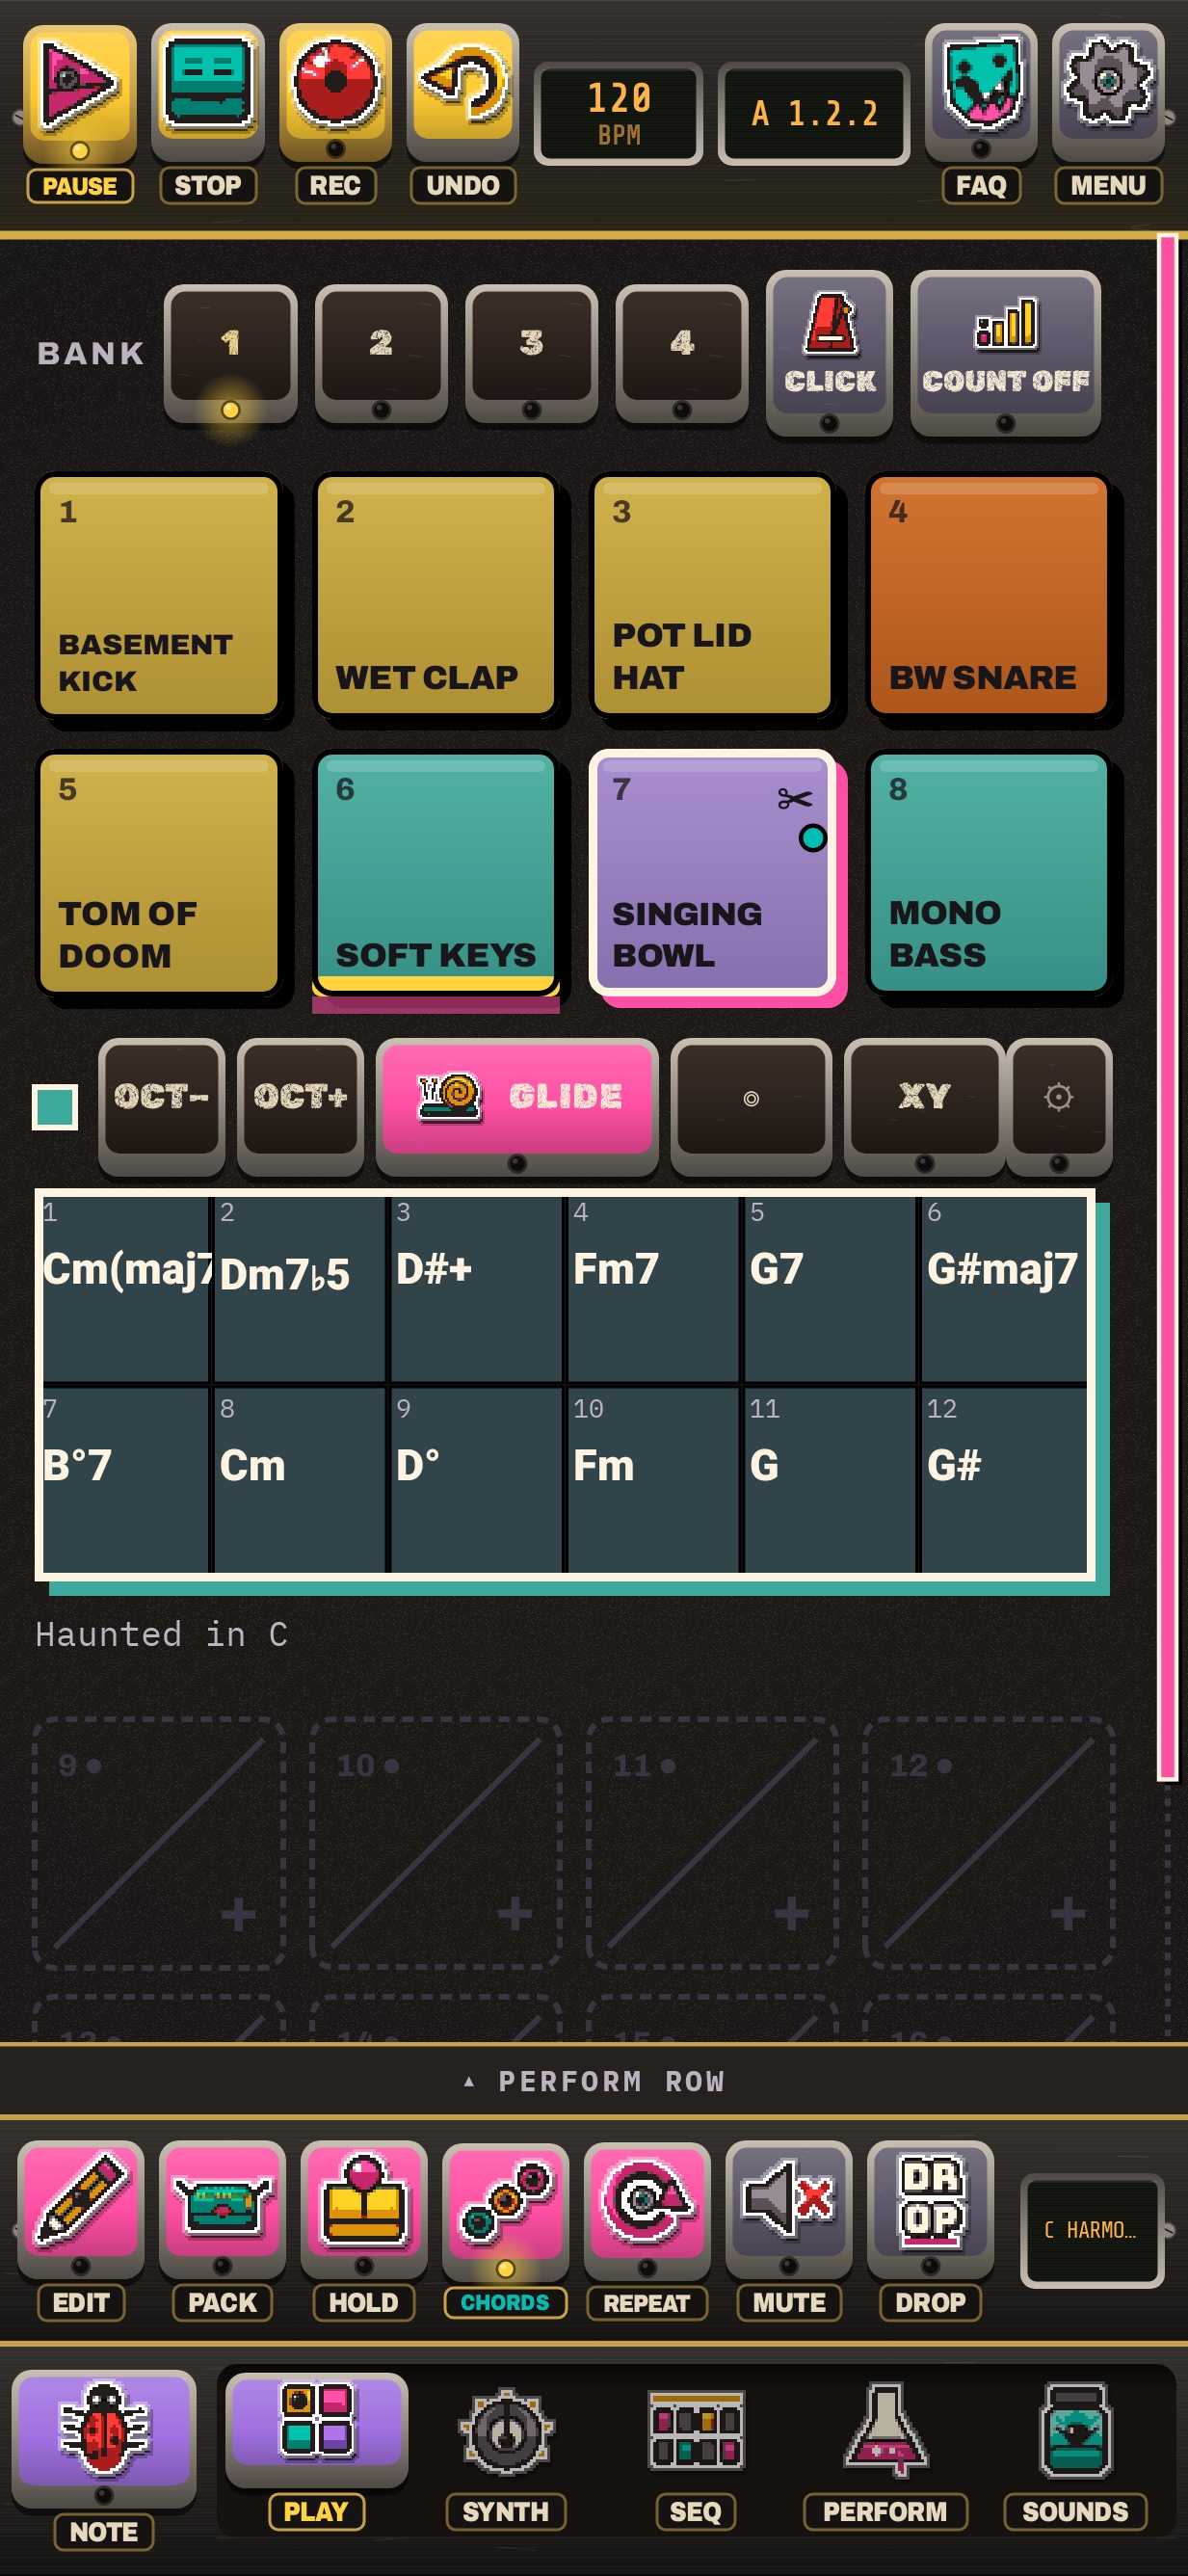 120
BPM
A 1.2.2
PAUSE STOP REC UNDO FAQ MENU
BANK 1 2 3 4 CLICK COUNT OFF
1 2 3 4
BASEMENT
KICK
WET CLAP
POT LID
HAT
BW SNARE
5 6 7 8
TOM OF
DOOM
SOFT KEYS
SINGING
BOWL
MONO
BASS
OCT- OCT+ GLIDE XY
1 2 3 4 5 6
Cm(maj7 Dm7♭5 D#+ Fm7 G7 G#maj7
7 8 9 10 11 12
B°7 Cm D° Fm G G#
Haunted in C
9 10 11 12
13 14 15 16
▲ PERFORM ROW
DR
OP
C HARMO…
EDIT PACK HOLD CHORDS REPEAT MUTE DROP
NOTE PLAY SYNTH SEQ PERFORM SOUNDS